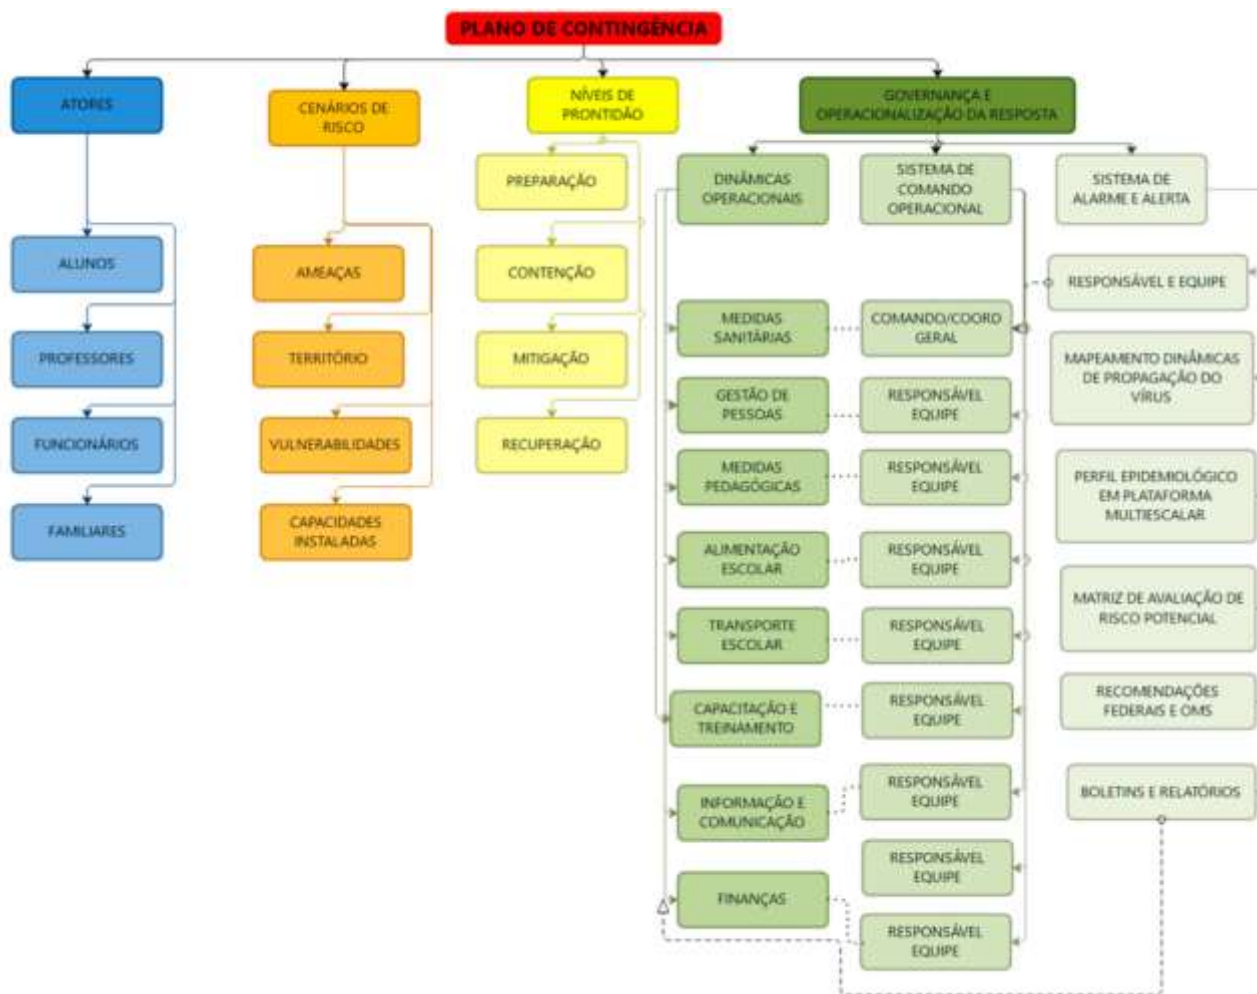 PLANO DE CONTINGÊNCIA
ATORES
ALUNOS
PROFESSORES
FUNCIONÁRIOS
FAMILIARES
CENÁRIOS DE
RISCO
AMEAÇAS
TERRITÓRIO
VULNERABILIDADES
CAPACIDADES
INSTALADAS
NÍVEIS DE
PRONTIDÃO
PREPARAÇÃO
CONTENÇÃO
MITIGAÇÃO
RECUPERAÇÃO
GOVERNANÇA E
OPERACIONALIZAÇÃO DA RESPOSTA
DINÂMICAS
OPERACIONAIS
MEDIDAS
SANITÁRIAS
GESTÃO DE
PESSOAS
MEDIDAS
PEDAGÓGICAS
ALIMENTAÇÃO
ESCOLAR
TRANSPORTE
ESCOLAR
CAPACITAÇÃO E
TREINAMENTO
INFORMAÇÃO E
COMUNICAÇÃO
FINANÇAS
SISTEMA DE
COMANDO
OPERACIONAL
COMANDO/COORD
GERAL
RESPONSÁVEL
EQUIPE
RESPONSÁVEL
EQUIPE
RESPONSÁVEL
EQUIPE
RESPONSÁVEL
EQUIPE
RESPONSÁVEL
EQUIPE
RESPONSÁVEL
EQUIPE
RESPONSÁVEL
EQUIPE
RESPONSÁVEL
EQUIPE
SISTEMA DE
ALARME E ALERTA
RESPONSÁVEL E EQUIPE
MAPEAMENTO DINÂMICAS
DE PROPAGAÇÃO DO
VÍRUS
PERFIL EPIDEMIOLÓGICO
EM PLATAFORMA
MULTIESCALAR
MATRIZ DE AVALIAÇÃO DE
RISCO POTENCIAL
RECOMENDAÇÕES
FEDERAIS E OMS
BOLETINS E RELATÓRIOS